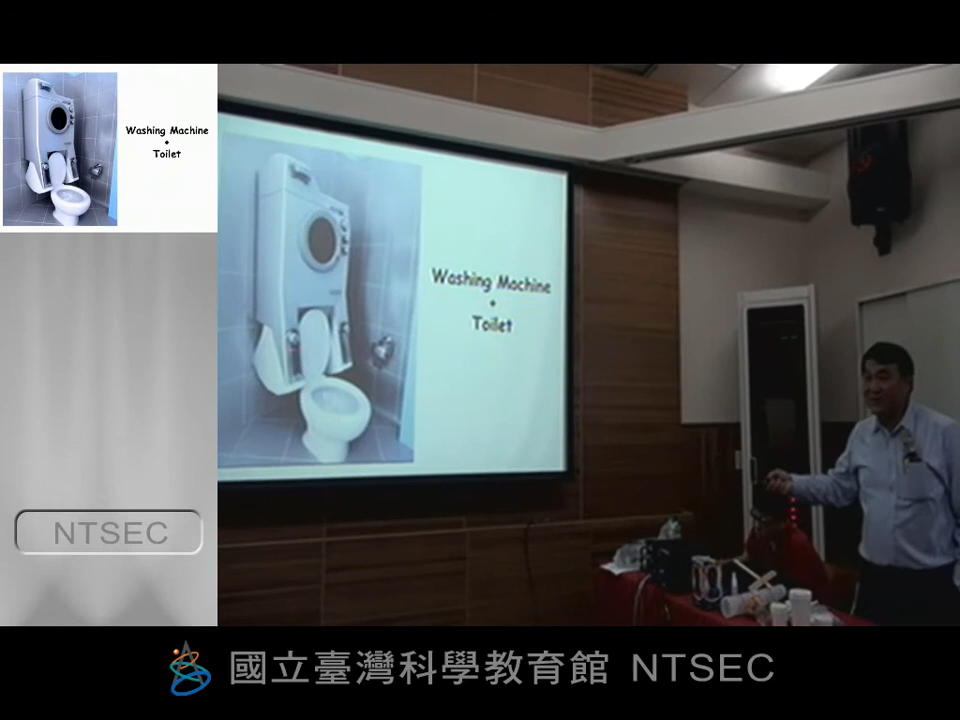 Washing Machine
+
Toilet
Washing Machine
+
Toilet
NTSEC
國立臺灣科學教育館 NTSEC